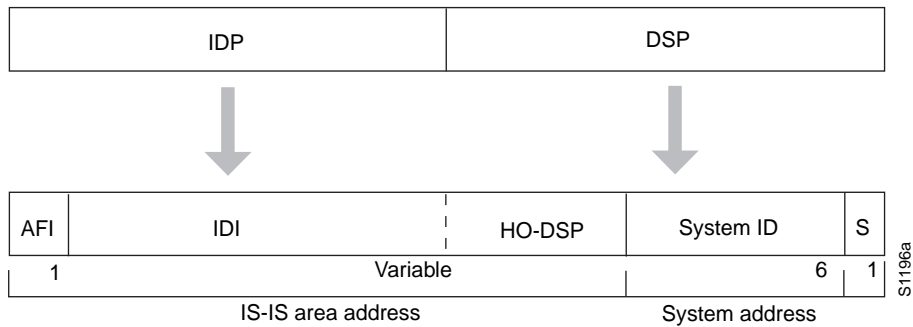 IDP DSP
AFI IDI HO-DSP System ID S
1 Variable 6 1
IS-IS area address System address
S1196a